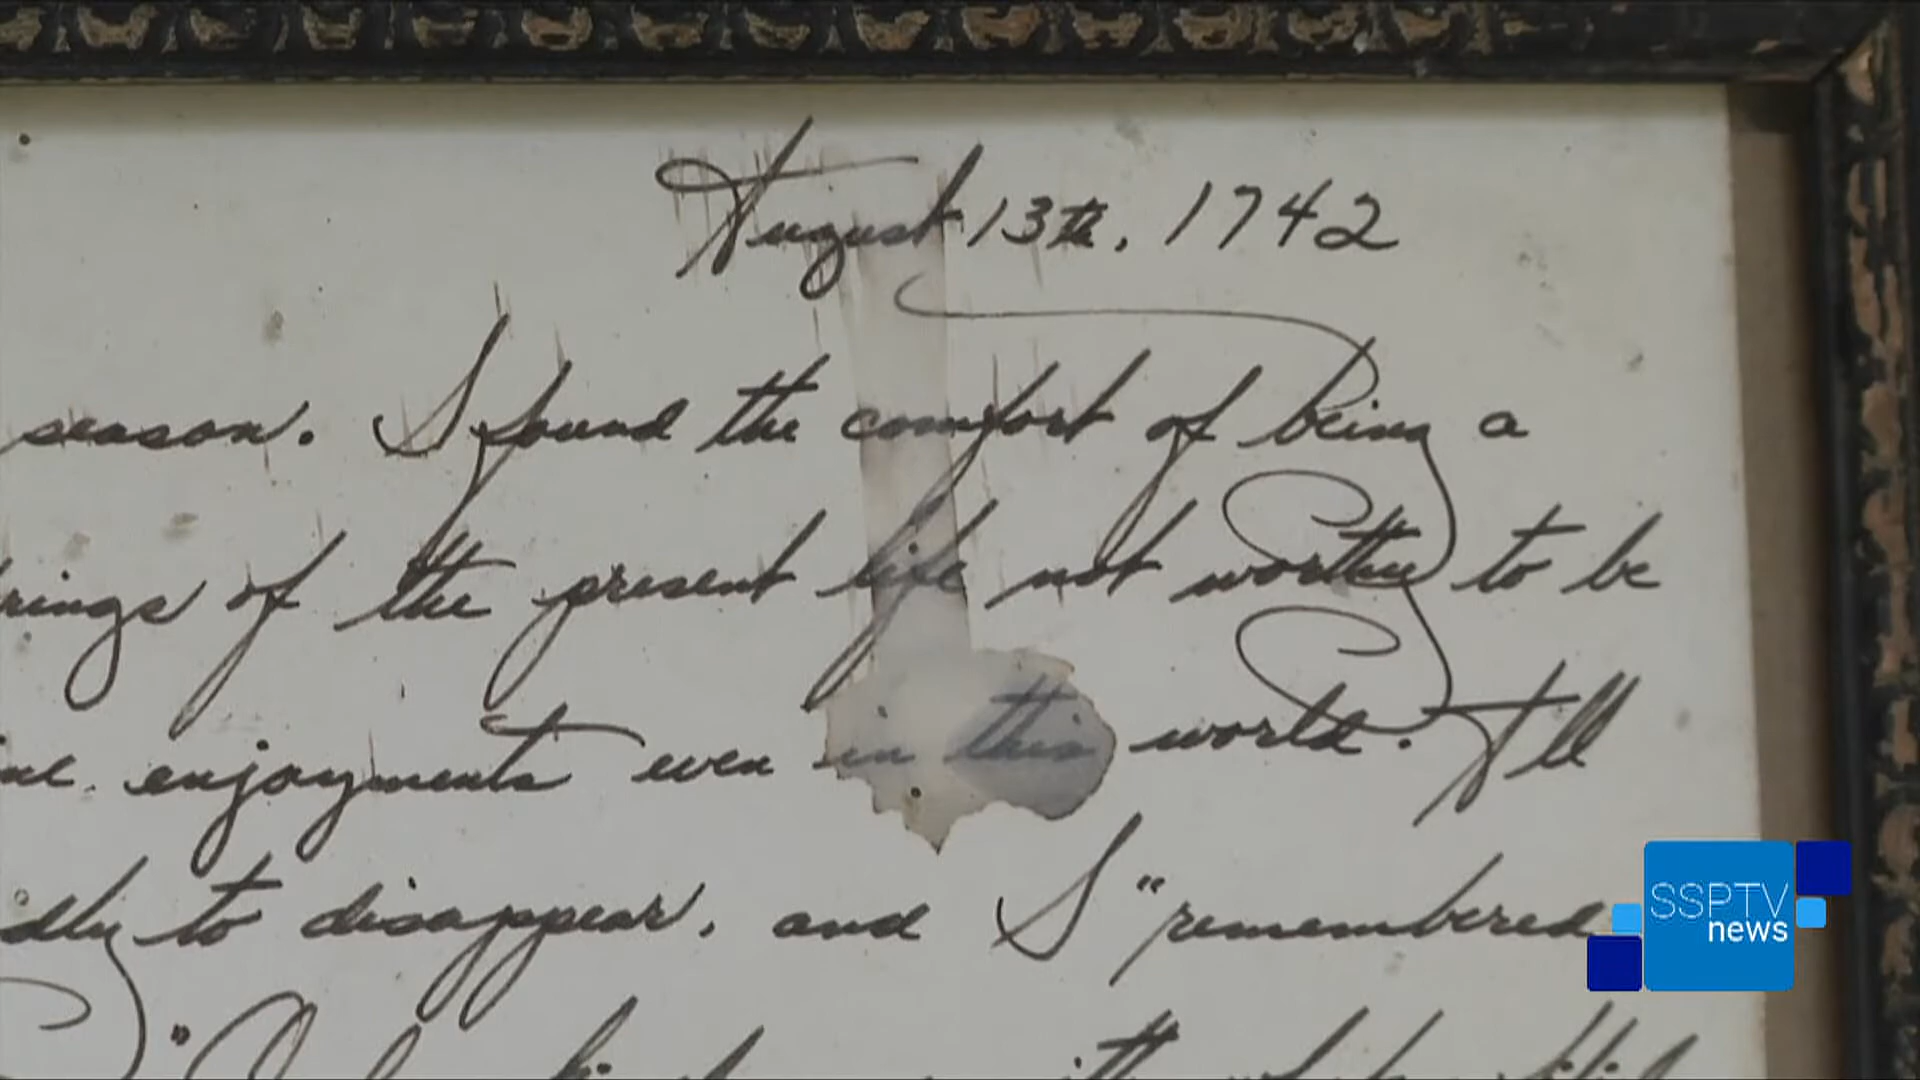 August 13th, 1742
season. I found the comfort of being a
of the present life not worthy to be
enjoyments even in this world. All
to disappear, and I "remembered
SSPTV
news